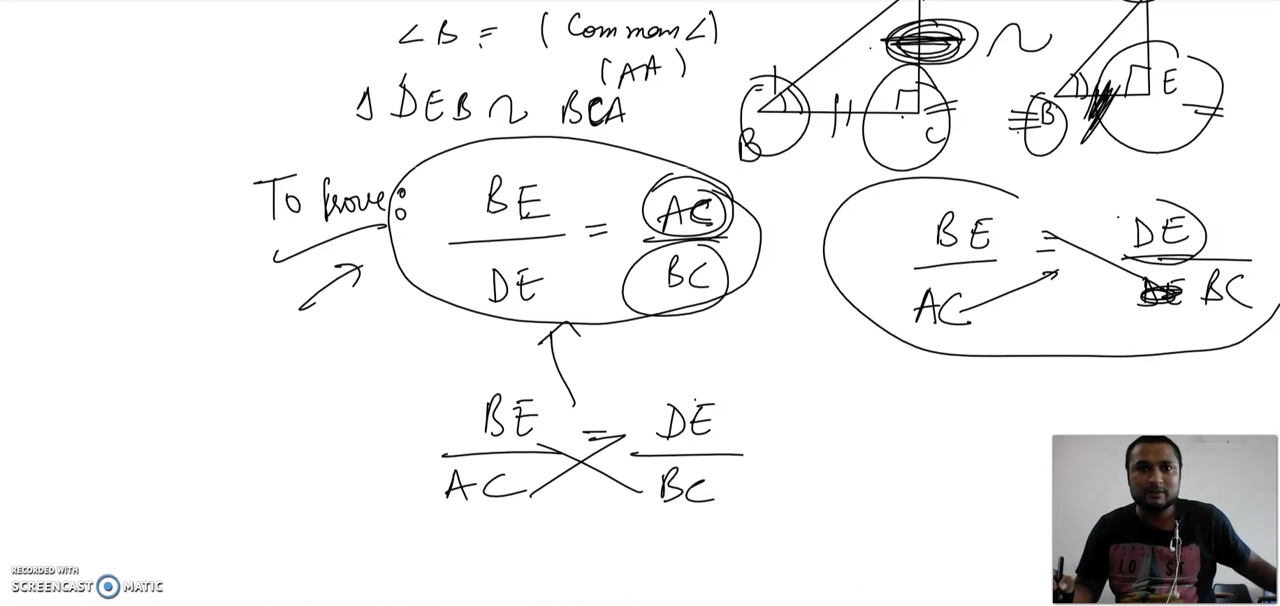 ∠B = (Common ∠)
(AA)
Δ DEB ~ BCA
B C B E
To Prove: BE/DE = AC/BC
BE/AC = DE/BC
BE/AC = DE/BC
LOST
RECORDED WITH
SCREENCAST MATIC